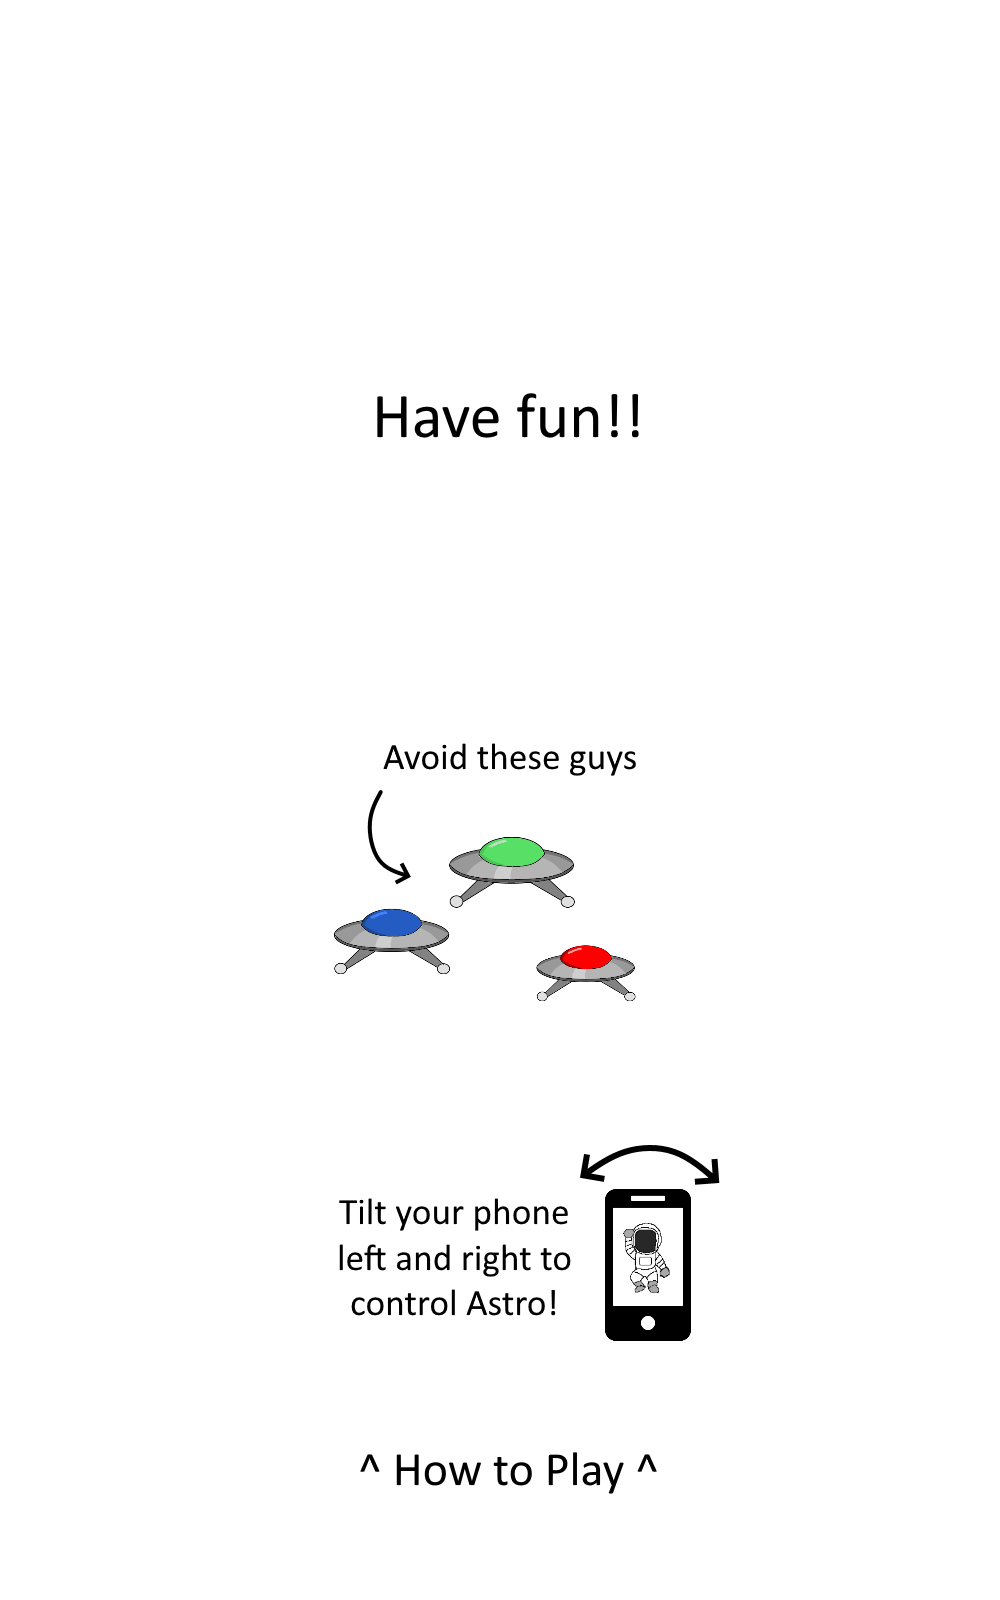 Have fun!!
Avoid these guys
Tilt your phone
left and right to
control Astro!
^ How to Play ^